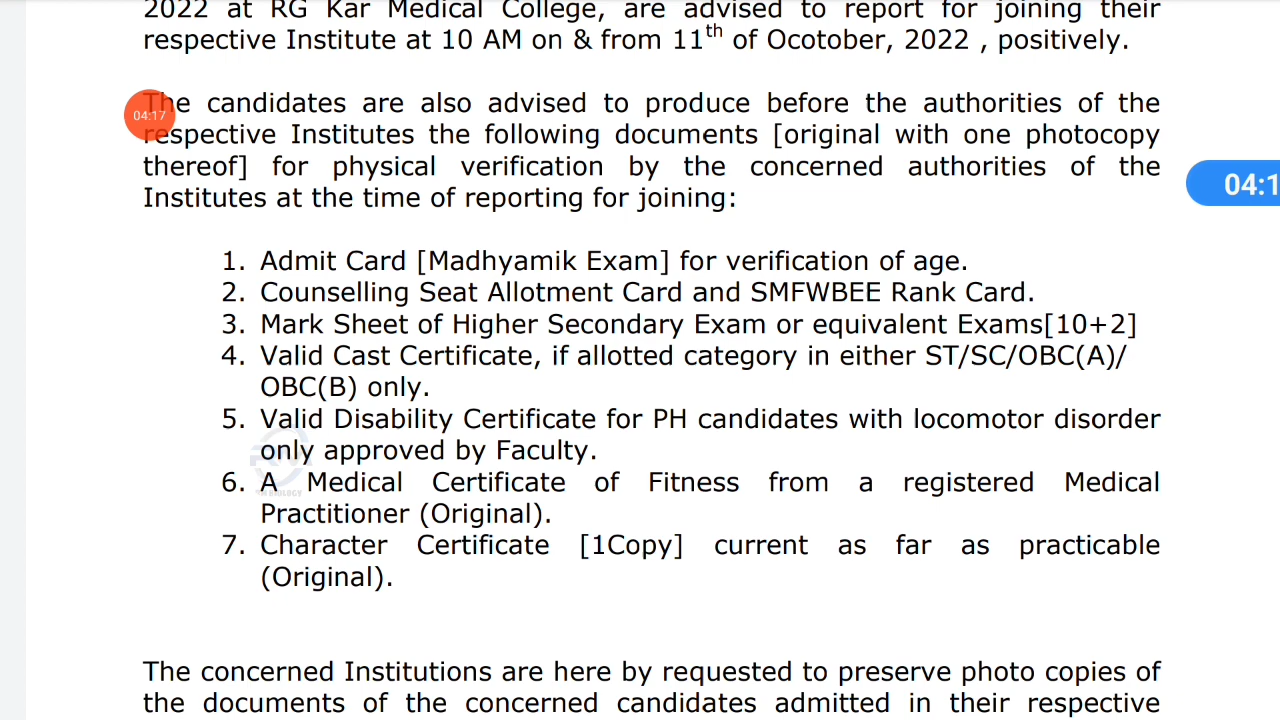 2022 at RG Kar Medical College, are advised to report for joining their
respective Institute at 10 AM on & from 11th of Ocotober, 2022 , positively.
The candidates are also advised to produce before the authorities of the
04:17
respective Institutes the following documents [original with one photocopy
thereof] for physical verification by the concerned authorities of the
04:1
Institutes at the time of reporting for joining:
1. Admit Card [Madhyamik Exam] for verification of age.
2. Counselling Seat Allotment Card and SMFWBEE Rank Card.
3. Mark Sheet of Higher Secondary Exam or equivalent Exams[10+2]
4. Valid Cast Certificate, if allotted category in either ST/SC/OBC(A)/
OBC(B) only.
5. Valid Disability Certificate for PH candidates with locomotor disorder
only approved by Faculty.
6. A Medical Certificate of Fitness from a registered Medical
Practitioner (Original).
7. Character Certificate [1Copy] current as far as practicable
(Original).
The concerned Institutions are here by requested to preserve photo copies of
the documents of the concerned candidates admitted in their respective